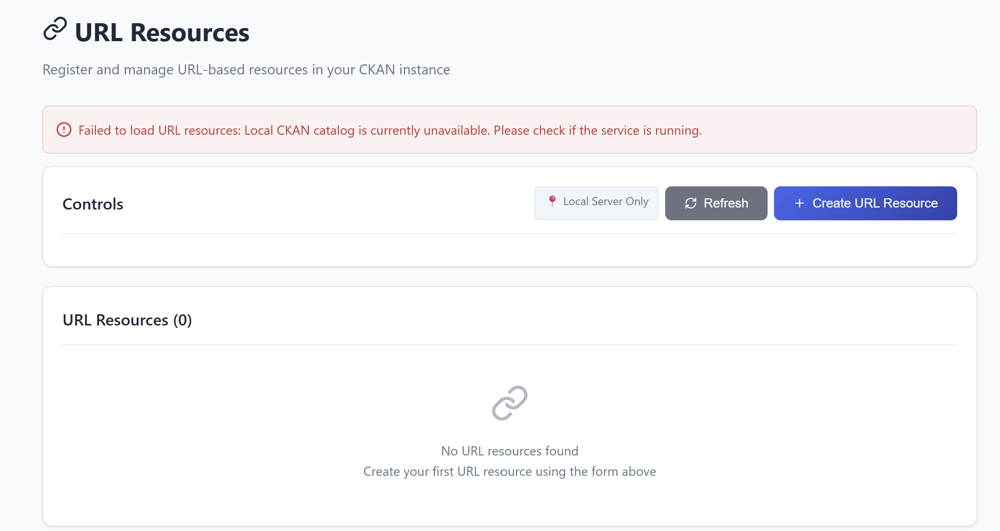 URL Resources
Register and manage URL-based resources in your CKAN instance
Failed to load URL resources: Local CKAN catalog is currently unavailable. Please check if the service is running.
Controls
Local Server Only
Refresh
Create URL Resource
URL Resources (0)
No URL resources found
Create your first URL resource using the form above